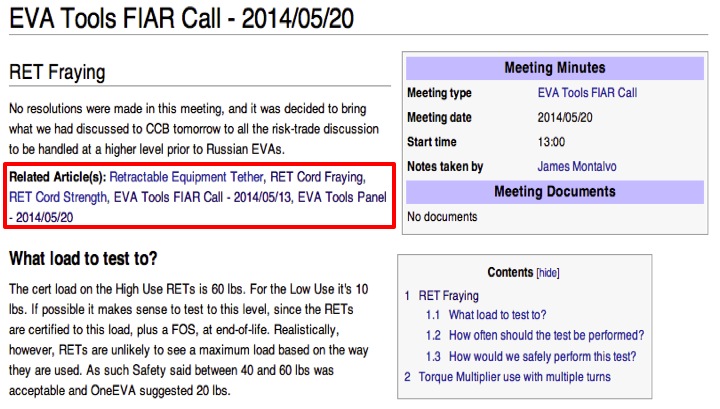 EVA Tools FIAR Call - 2014/05/20
RET Fraying
No resolutions were made in this meeting, and it was decided to bring
what we had discussed to CCB tomorrow to all the risk-trade discussion
to be handled at a higher level prior to Russian EVAs.
Related Article(s): Retractable Equipment Tether, RET Cord Fraying,
RET Cord Strength, EVA Tools FIAR Call - 2014/05/13, EVA Tools Panel
- 2014/05/20
What load to test to?
The cert load on the High Use RETs is 60 lbs. For the Low Use it's 10
lbs. If possible it makes sense to test to this level, since the RETs
are certified to this load, plus a FOS, at end-of-life. Realistically,
however, RETs are unlikely to see a maximum load based on the way
they are used. As such Safety said between 40 and 60 lbs was
acceptable and OneEVA suggested 20 lbs.
Meeting Minutes
Meeting type EVA Tools FIAR Call
Meeting date 2014/05/20
Start time 13:00
Notes taken by James Montalvo
Meeting Documents
No documents
Contents [hide]
1 RET Fraying
1.1 What load to test to?
1.2 How often should the test be performed?
1.3 How would we safely perform this test?
2 Torque Multiplier use with multiple turns